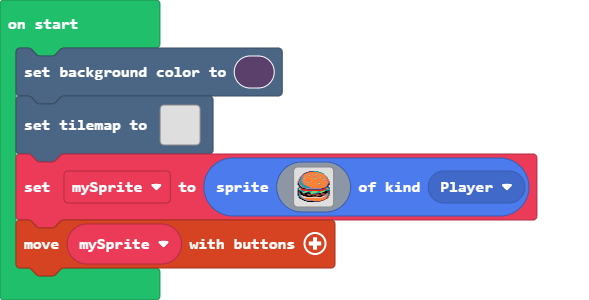 on start
set background color to
set tilemap to
set mySprite to sprite of kind Player
move mySprite with buttons